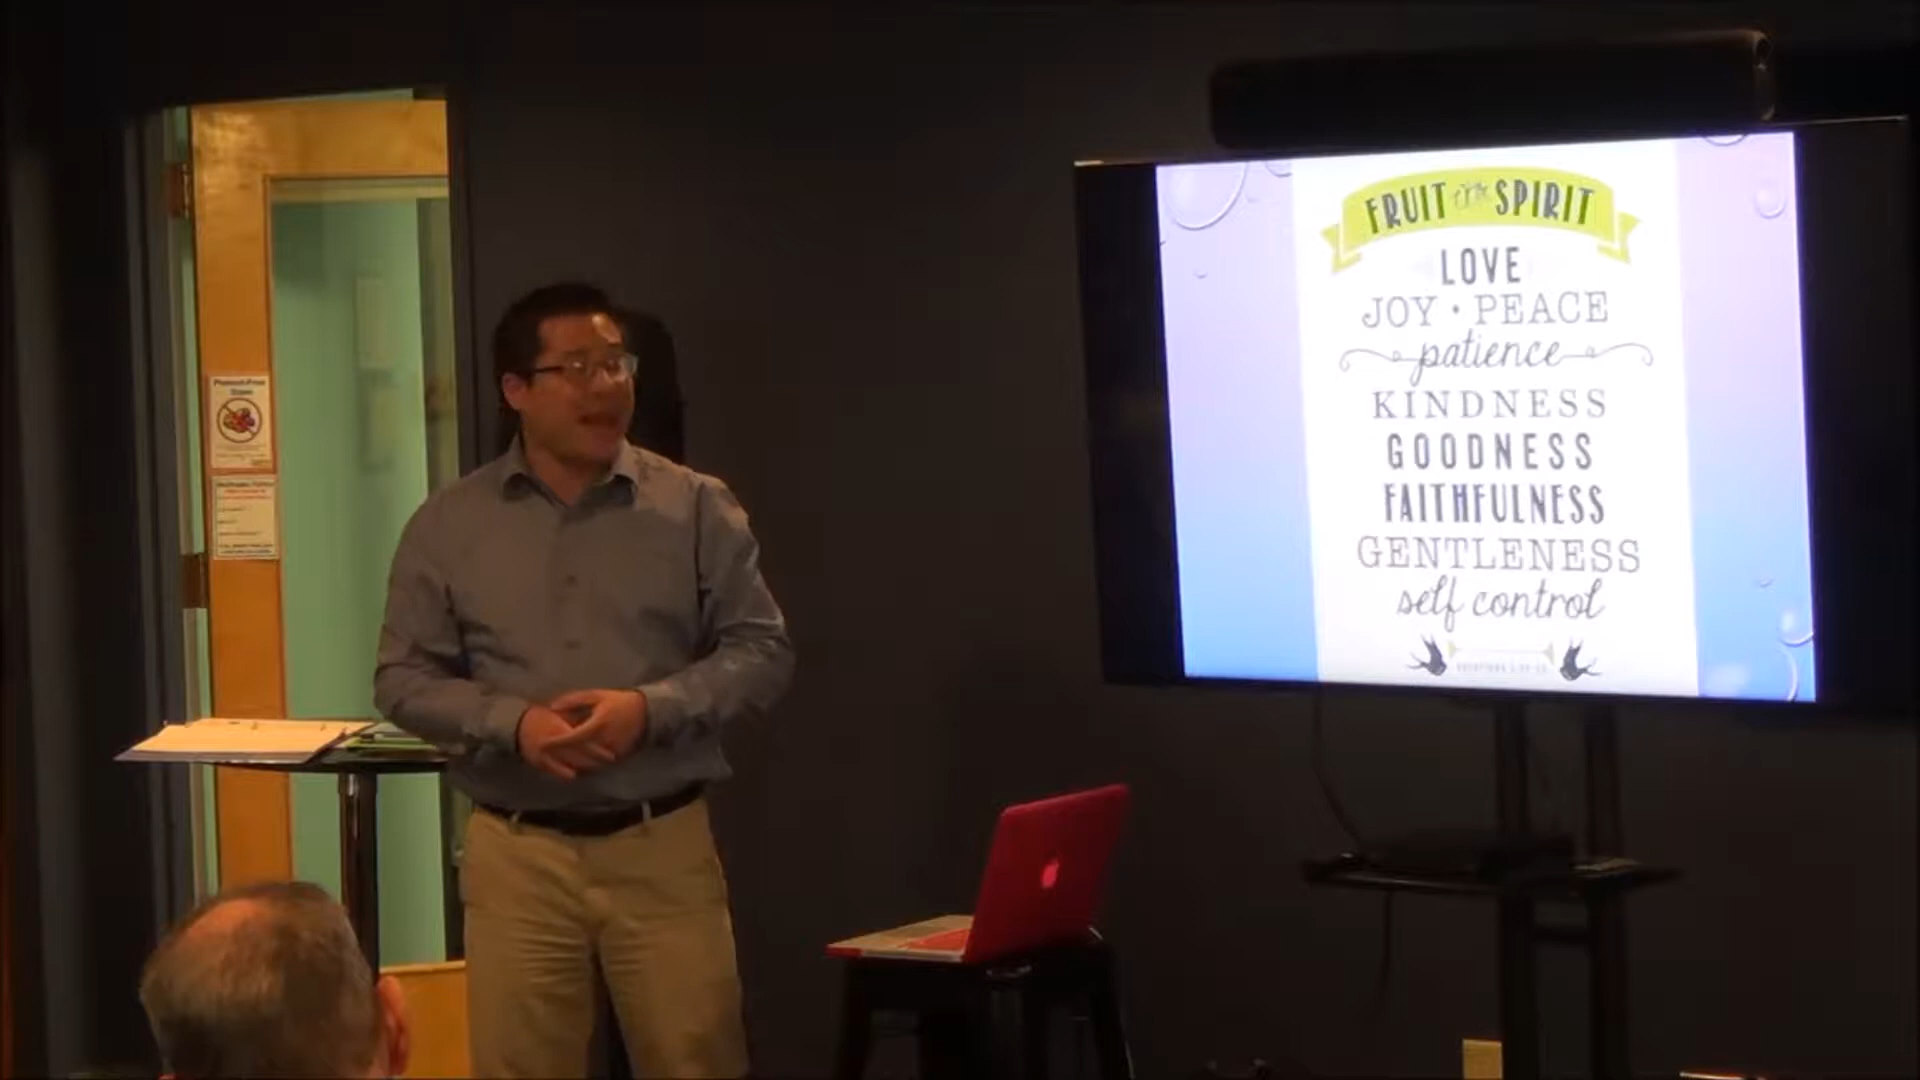 FRUIT of the SPIRIT
LOVE
JOY • PEACE
patience
KINDNESS
GOODNESS
FAITHFULNESS
GENTLENESS
self control